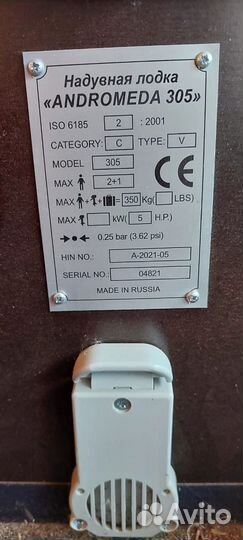 Надувная лодка
«ANDROMEDA 305»
ISO 6185 2 : 2001
CATEGORY: C TYPE: V
MODEL 305
MAX 2+1 CE
MAX + + = 350 Kg( LBS)
MAX kW( 5 H.P.)
0.25 bar (3.62 psi)
HIN NO.: A-2021-05
SERIAL NO.: 04821
MADE IN RUSSIA
Avito